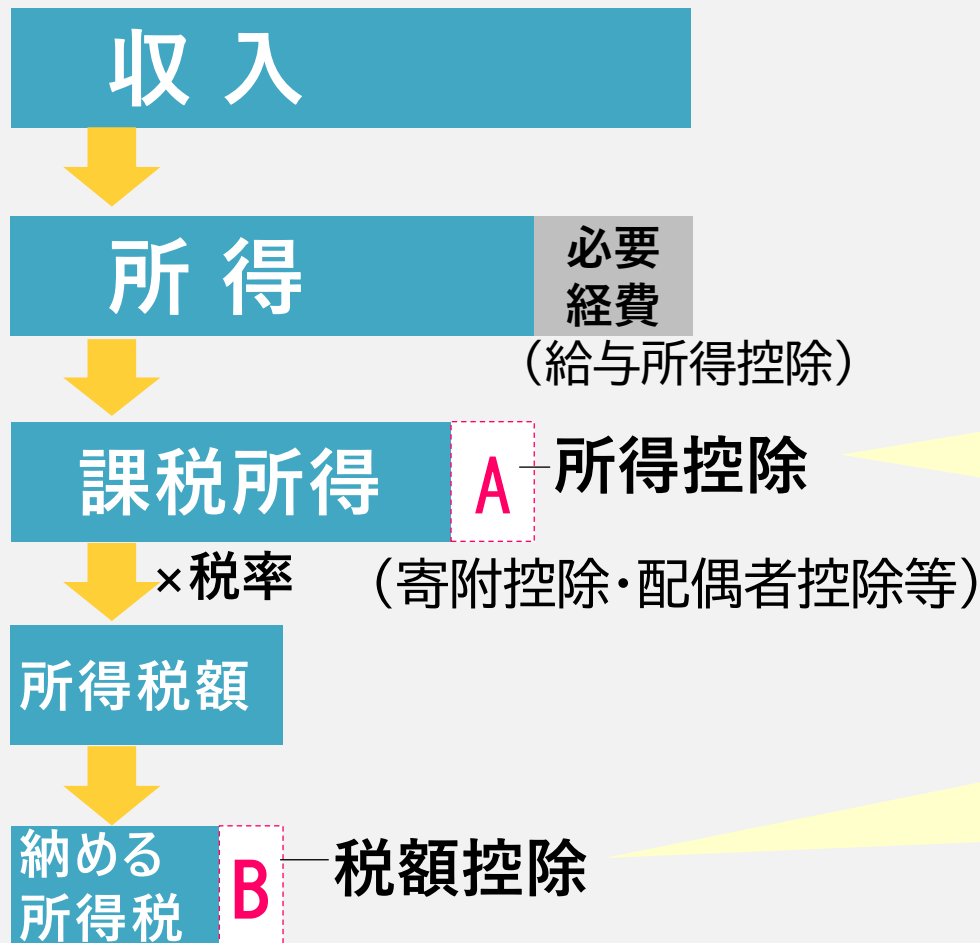 収入
所得
必要
経費
（給与所得控除）
課税所得
A
所得控除
×税率
（寄附控除・配偶者控除等）
所得税額
納める
所得税
B
税額控除